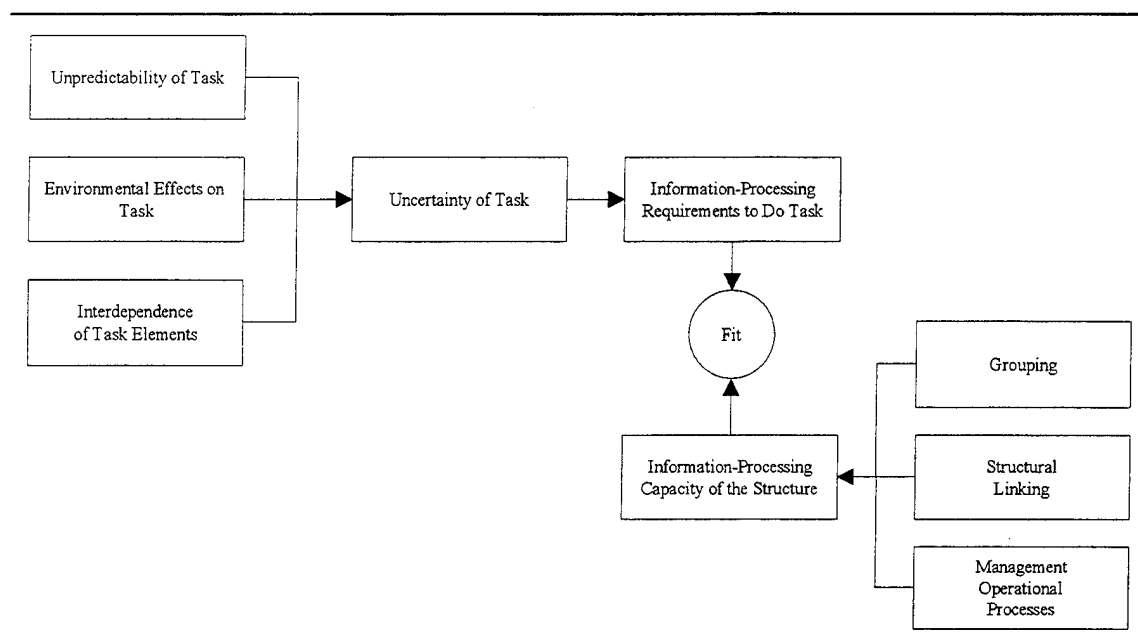 Unpredictability of Task
Environmental Effects on
Task
Interdependence
of Task Elements
Uncertainty of Task
Information-Processing
Requirements to Do Task
Fit
Information-Processing
Capacity of the Structure
Grouping
Structural
Linking
Management
Operational
Processes